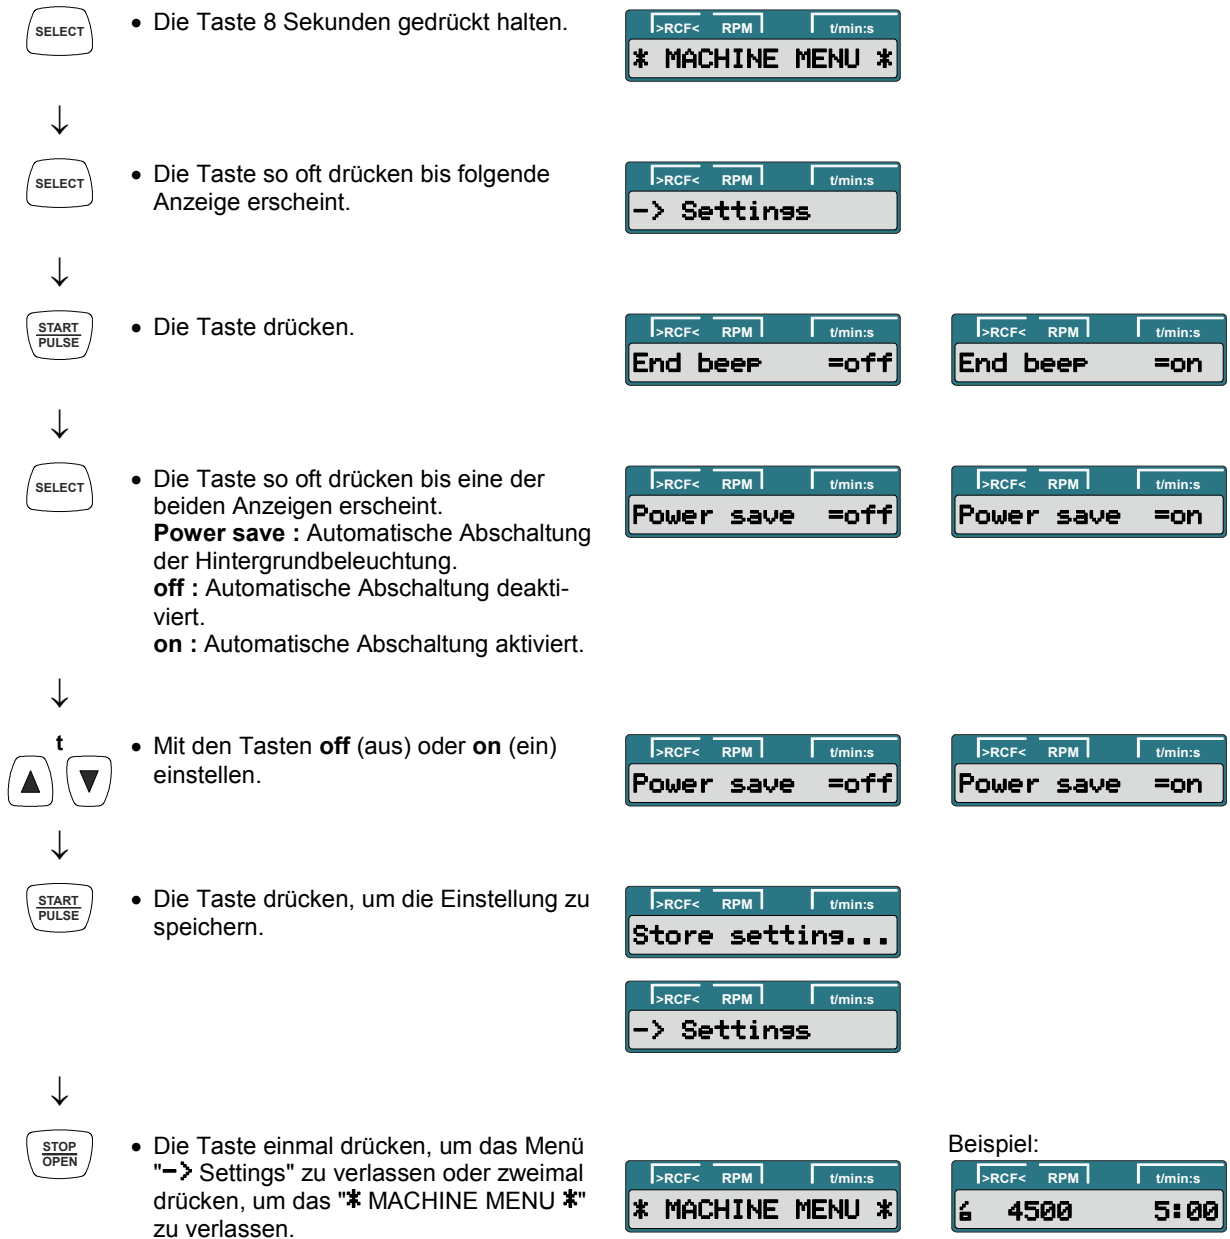 SELECT
• Die Taste 8 Sekunden gedrückt halten.
>RCF< RPM t/min:s
* MACHINE MENU *
↓
SELECT
• Die Taste so oft drücken bis folgende
Anzeige erscheint.
>RCF< RPM t/min:s
-> Settings
↓
START
PULSE
• Die Taste drücken.
>RCF< RPM t/min:s
End beep =off
>RCF< RPM t/min:s
End beep =on
↓
SELECT
• Die Taste so oft drücken bis eine der
beiden Anzeigen erscheint.
Power save : Automatische Abschaltung
der Hintergrundbeleuchtung.
off : Automatische Abschaltung deakti-
viert.
on : Automatische Abschaltung aktiviert.
>RCF< RPM t/min:s
Power save =off
>RCF< RPM t/min:s
Power save =on
↓
t
▲ ▼
• Mit den Tasten off (aus) oder on (ein)
einstellen.
>RCF< RPM t/min:s
Power save =off
>RCF< RPM t/min:s
Power save =on
↓
START
PULSE
• Die Taste drücken, um die Einstellung zu
speichern.
>RCF< RPM t/min:s
Store setting...
>RCF< RPM t/min:s
-> Settings
↓
STOP
OPEN
• Die Taste einmal drücken, um das Menü
"-> Settings" zu verlassen oder zweimal
drücken, um das "* MACHINE MENU *"
zu verlassen.
>RCF< RPM t/min:s
* MACHINE MENU *
Beispiel:
>RCF< RPM t/min:s
4500 5:00